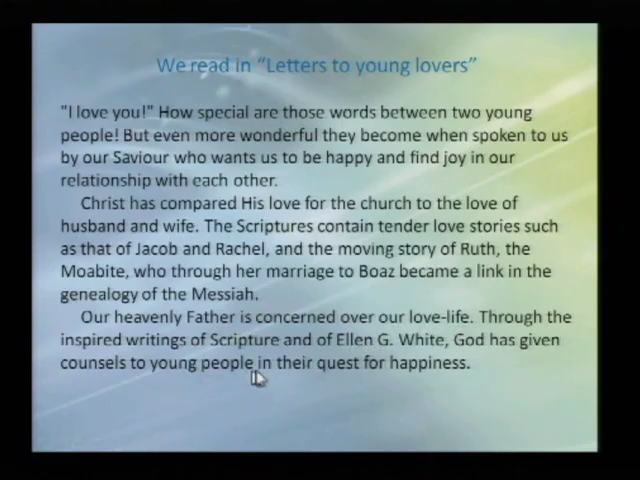 We read in “Letters to young lovers”
"I love you!" How special are those words between two young
people! But even more wonderful they become when spoken to us
by our Saviour who wants us to be happy and find joy in our
relationship with each other.
Christ has compared His love for the church to the love of
husband and wife. The Scriptures contain tender love stories such
as that of Jacob and Rachel, and the moving story of Ruth, the
Moabite, who through her marriage to Boaz became a link in the
genealogy of the Messiah.
Our heavenly Father is concerned over our love-life. Through the
inspired writings of Scripture and of Ellen G. White, God has given
counsels to young people in their quest for happiness.